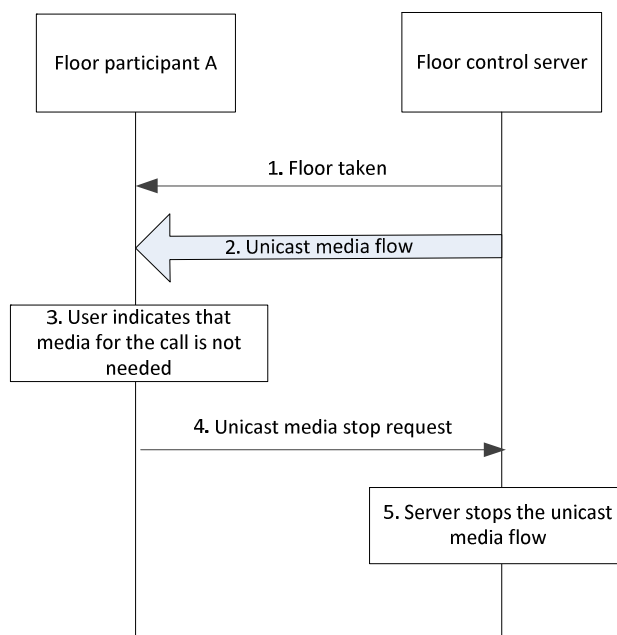 Floor participant A
Floor control server
1. Floor taken
2. Unicast media flow
3. User indicates that
media for the call is not
needed
4. Unicast media stop request
5. Server stops the unicast
media flow